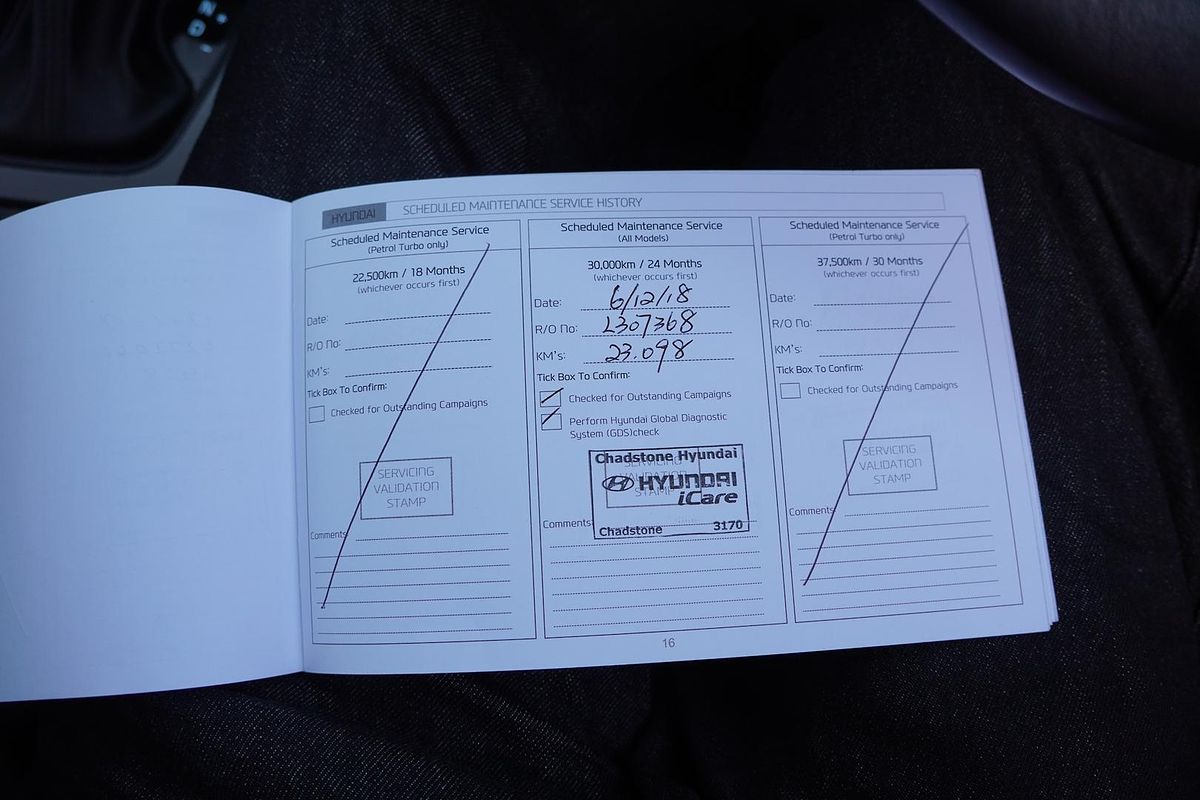 N +
D
-
HYUNDAI SCHEDULED MAINTENANCE SERVICE HISTORY
Scheduled Maintenance Service
(Petrol Turbo only)
22,500km / 18 Months
(whichever occurs first)
Date:
R/O No:
KM's:
Tick Box To Confirm:
Checked for Outstanding Campaigns
SERVICING
VALIDATION
STAMP
Comments
Scheduled Maintenance Service
(All Models)
30,000km / 24 Months
(whichever occurs first)
Date: 6/12/18
R/O No: L307368
KM's: 23.098
Tick Box To Confirm:
Checked for Outstanding Campaigns
Perform Hyundai Global Diagnostic
System (GDS)check
Chadstone Hyundai
SERVICING
VALIDATION
STAMP
HYUNDAI
iCare
Chadstone 3170
Comments
Scheduled Maintenance Service
(Petrol Turbo only)
37,500km / 30 Months
(whichever occurs first)
Date:
R/O No:
KM's:
Tick Box To Confirm:
Checked for Outstanding Campaigns
SERVICING
VALIDATION
STAMP
Comments
16